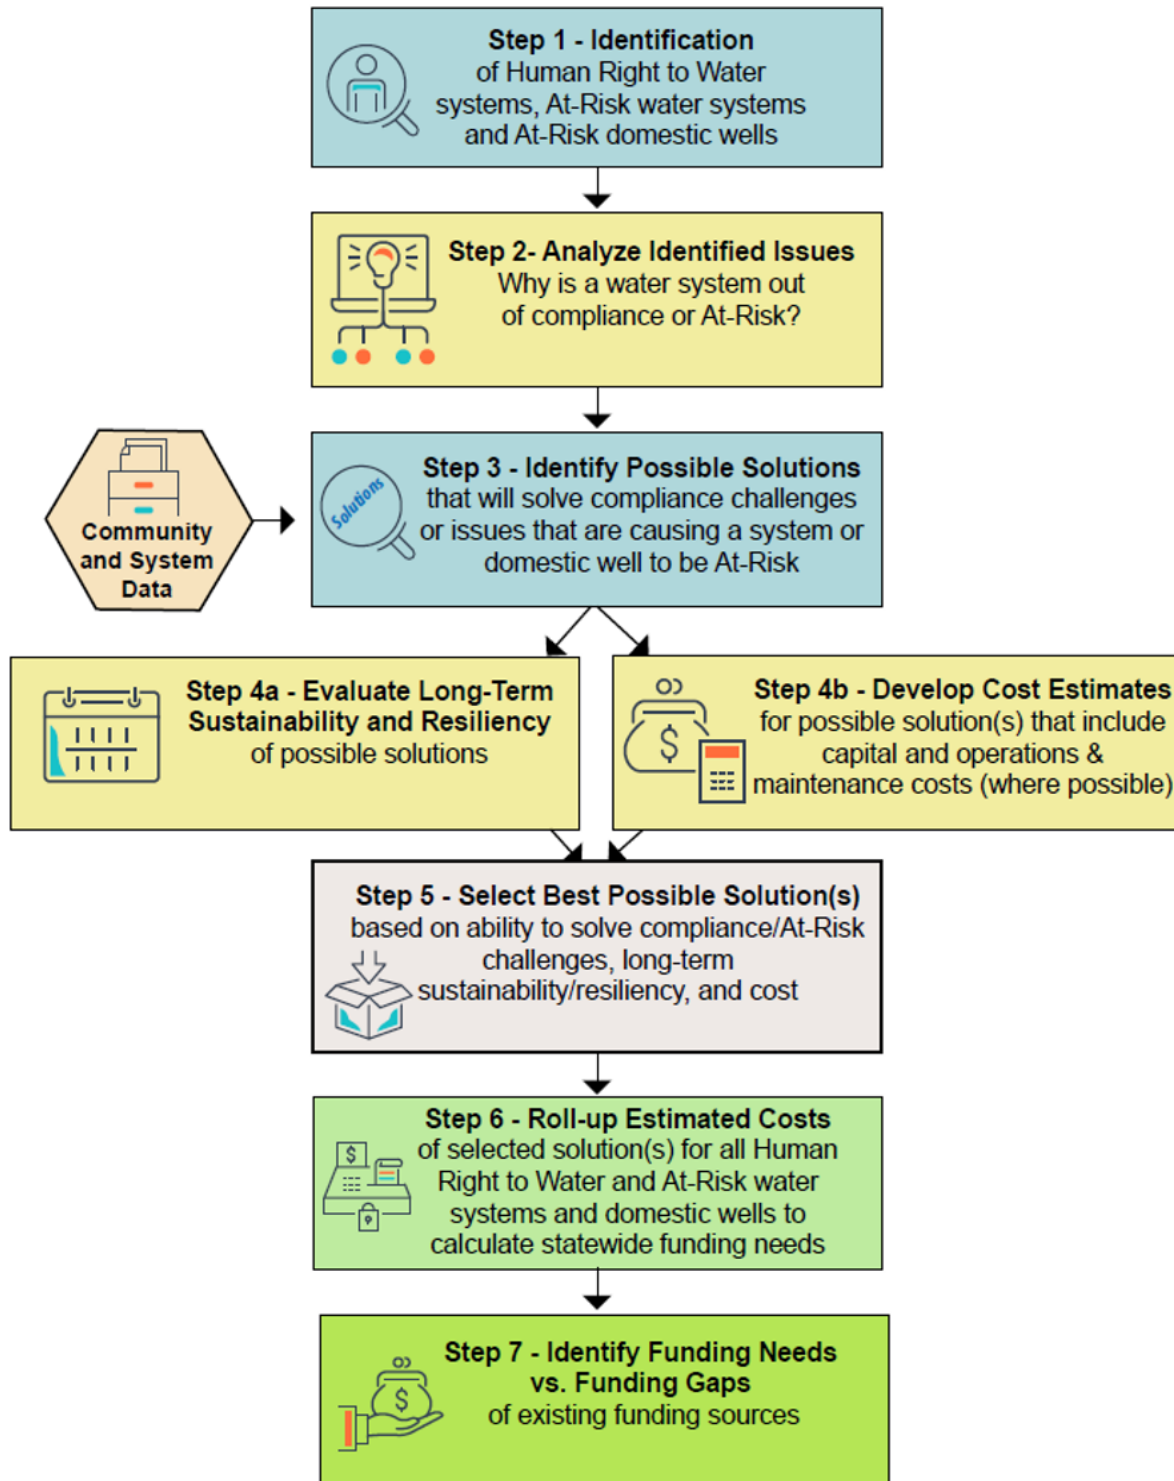 Step 1 - Identification
of Human Right to Water
systems, At-Risk water systems
and At-Risk domestic wells
Step 2- Analyze Identified Issues
Why is a water system out
of compliance or At-Risk?
Community
and System
Data
Solutions
Step 3 - Identify Possible Solutions
that will solve compliance challenges
or issues that are causing a system or
domestic well to be At-Risk
Step 4a - Evaluate Long-Term
Sustainability and Resiliency
of possible solutions
$
Step 4b - Develop Cost Estimates
for possible solution(s) that include
capital and operations &
maintenance costs (where possible)
Step 5 - Select Best Possible Solution(s)
based on ability to solve compliance/At-Risk
challenges, long-term
sustainability/resiliency, and cost
$
Step 6 - Roll-up Estimated Costs
of selected solution(s) for all Human
Right to Water and At-Risk water
systems and domestic wells to
calculate statewide funding needs
$
Step 7 - Identify Funding Needs
vs. Funding Gaps
of existing funding sources